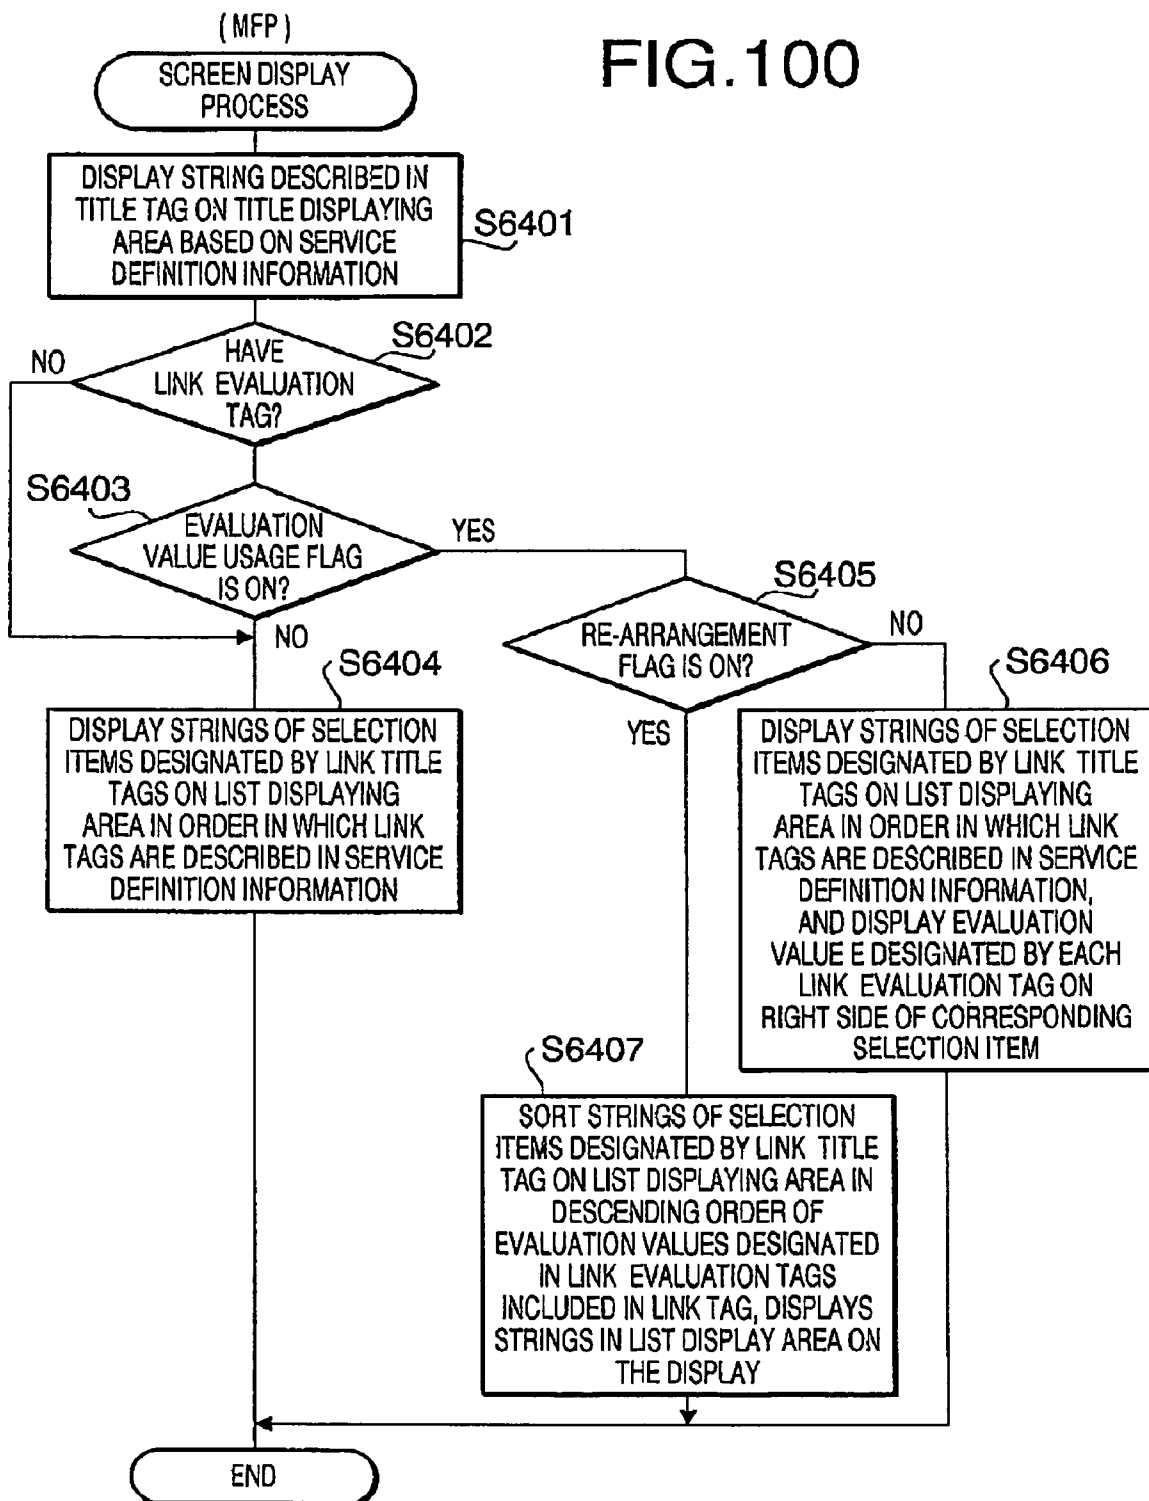 (MFP)
FIG.100
SCREEN DISPLAY
PROCESS
DISPLAY STRING DESCRIBED IN
TITLE TAG ON TITLE DISPLAYING
AREA BASED ON SERVICE
DEFINITION INFORMATION
S6401
S6402
NO
HAVE
LINK EVALUATION
TAG?
S6403
EVALUATION
VALUE USAGE FLAG
IS ON?
YES
NO
S6405
RE-ARRANGEMENT
FLAG IS ON?
NO
YES
S6404
DISPLAY STRINGS OF SELECTION
ITEMS DESIGNATED BY LINK TITLE
TAGS ON LIST DISPLAYING
AREA IN ORDER IN WHICH LINK
TAGS ARE DESCRIBED IN SERVICE
DEFINITION INFORMATION
S6406
DISPLAY STRINGS OF SELECTION
ITEMS DESIGNATED BY LINK TITLE
TAGS ON LIST DISPLAYING
AREA IN ORDER IN WHICH LINK
TAGS ARE DESCRIBED IN SERVICE
DEFINITION INFORMATION,
AND DISPLAY EVALUATION
VALUE E DESIGNATED BY EACH
LINK EVALUATION TAG ON
RIGHT SIDE OF CORRESPONDING
SELECTION ITEM
S6407
SORT STRINGS OF SELECTION
ITEMS DESIGNATED BY LINK TITLE
TAG ON LIST DISPLAYING AREA IN
DESCENDING ORDER OF
EVALUATION VALUES DESIGNATED
IN LINK EVALUATION TAGS
INCLUDED IN LINK TAG, DISPLAYS
STRINGS IN LIST DISPLAY AREA ON
THE DISPLAY
END